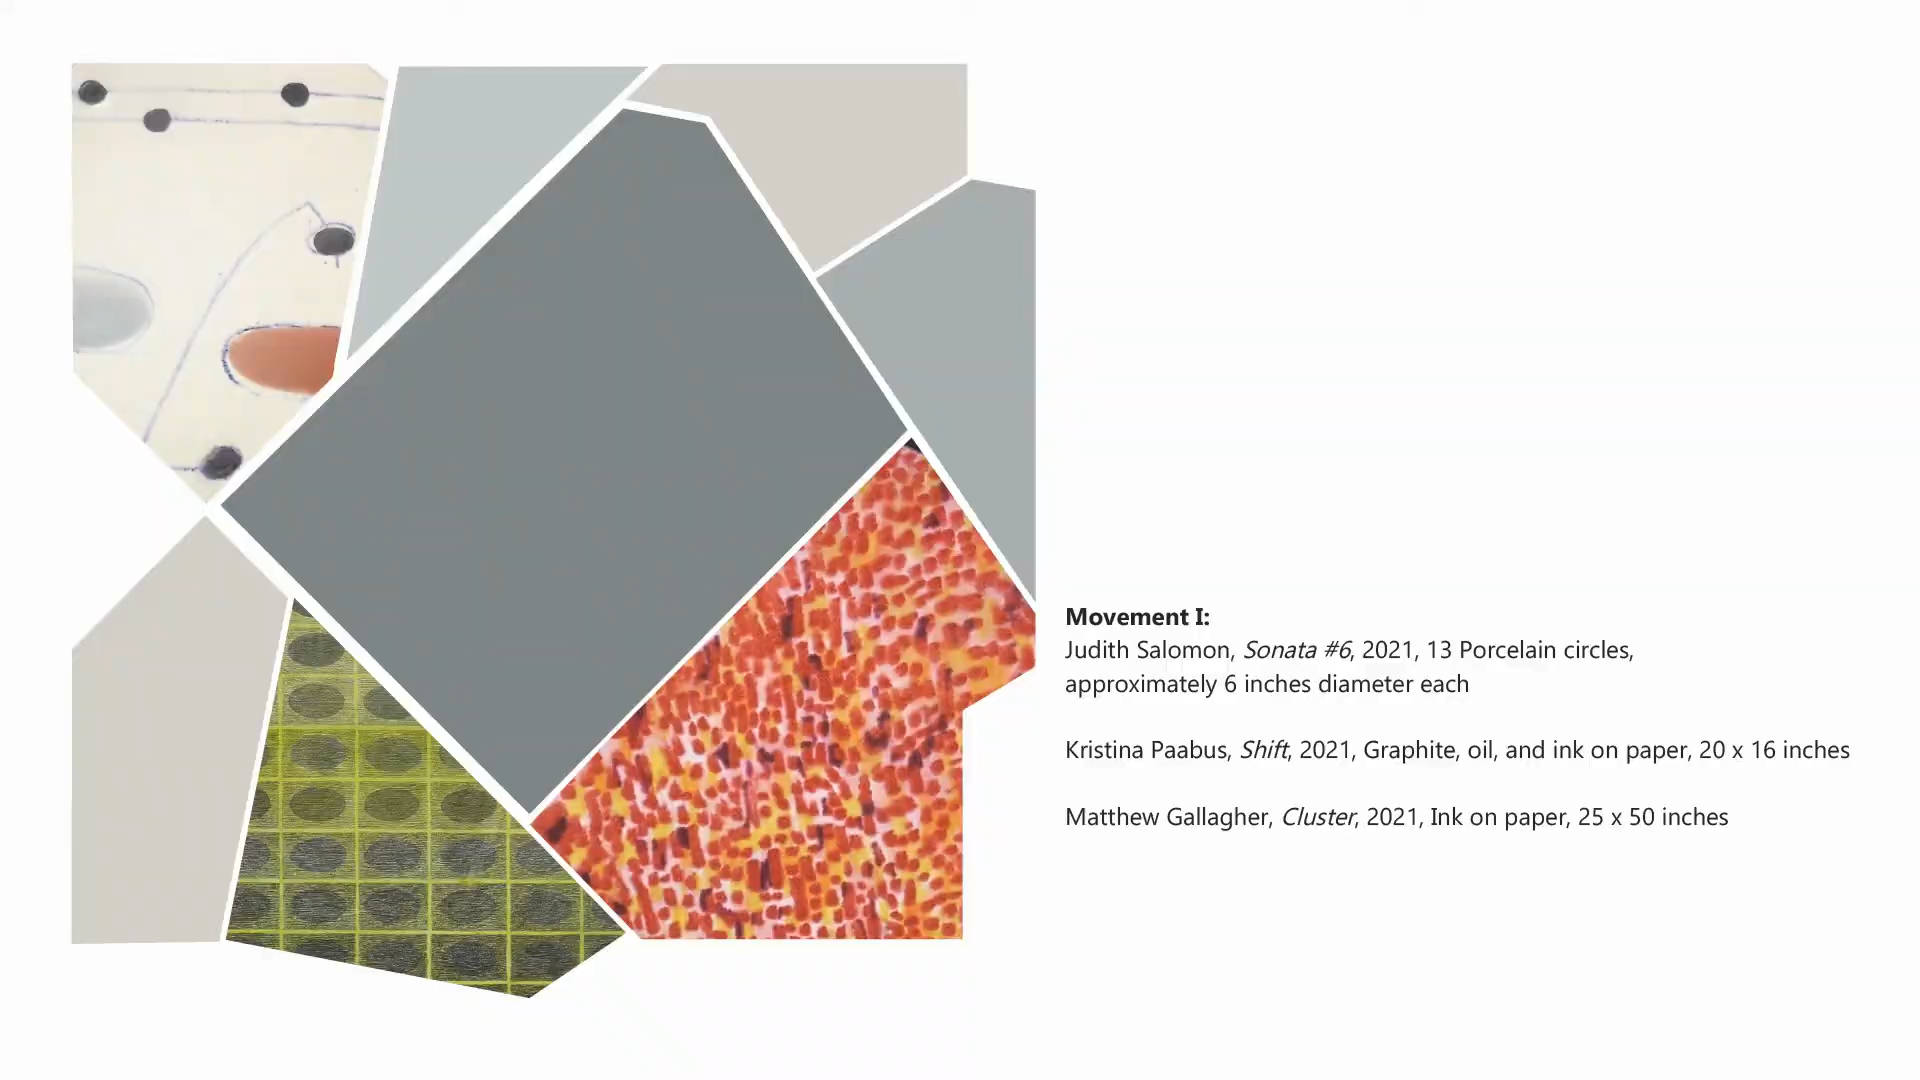 Movement I:
Judith Salomon, Sonata #6, 2021, 13 Porcelain circles,
approximately 6 inches diameter each
Kristina Paabus, Shift, 2021, Graphite, oil, and ink on paper, 20 x 16 inches
Matthew Gallagher, Cluster, 2021, Ink on paper, 25 x 50 inches